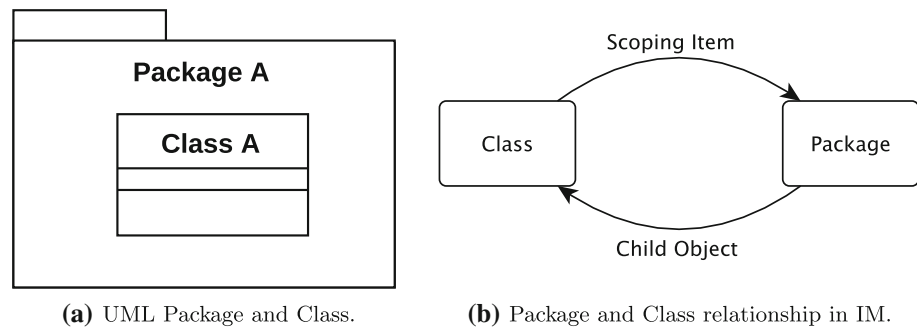 Package A
Class A
Scoping Item
Class
Package
Child Object
(a) UML Package and Class.
(b) Package and Class relationship in IM.